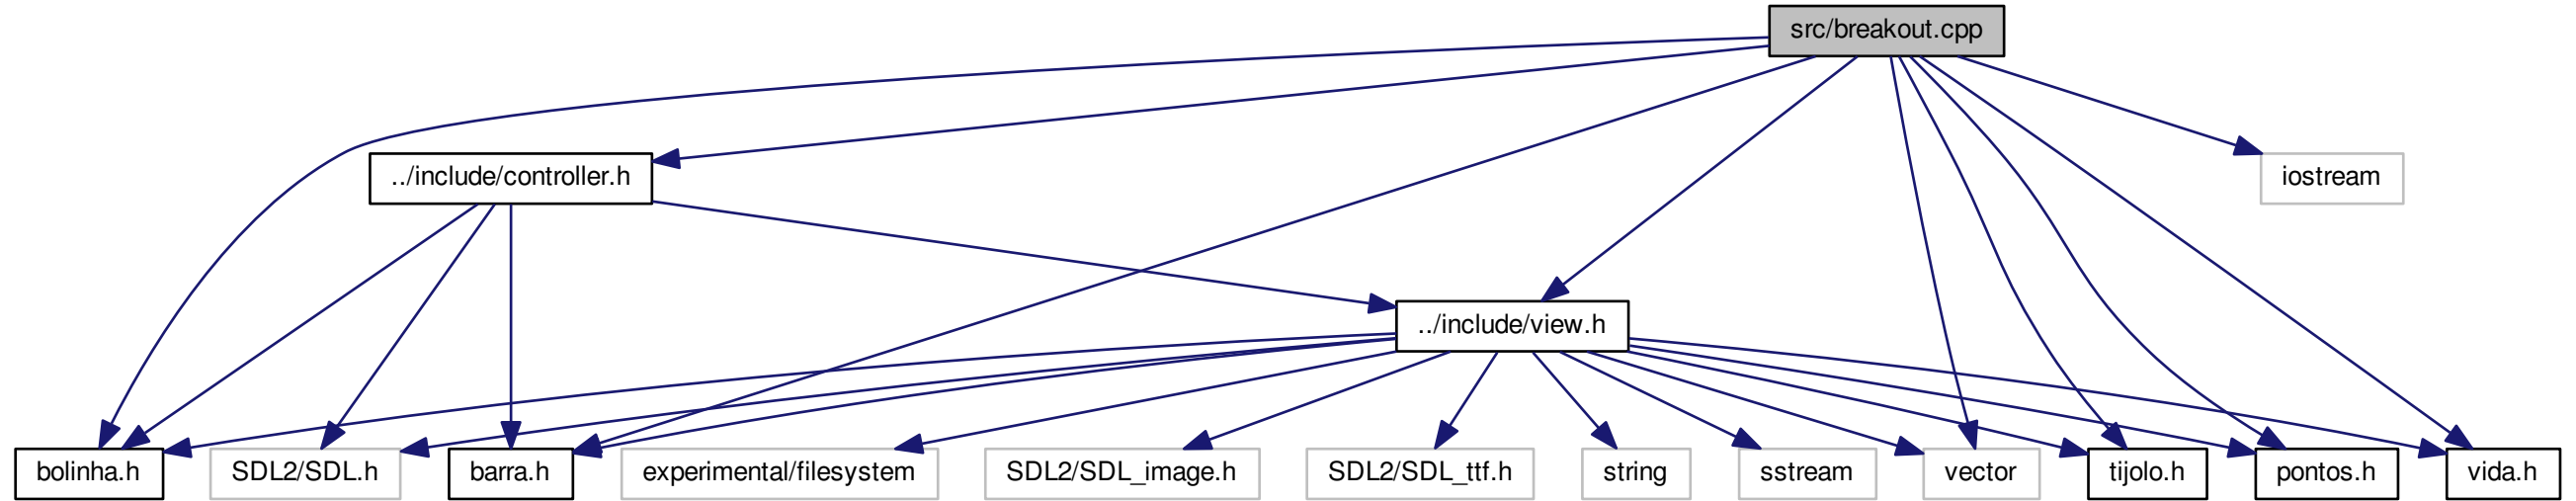 src/breakout.cpp
../include/controller.h
iostream
../include/view.h
bolinha.h
SDL2/SDL.h
barra.h
experimental/filesystem
SDL2/SDL_image.h
SDL2/SDL_ttf.h
string
sstream
vector
tijolo.h
pontos.h
vida.h